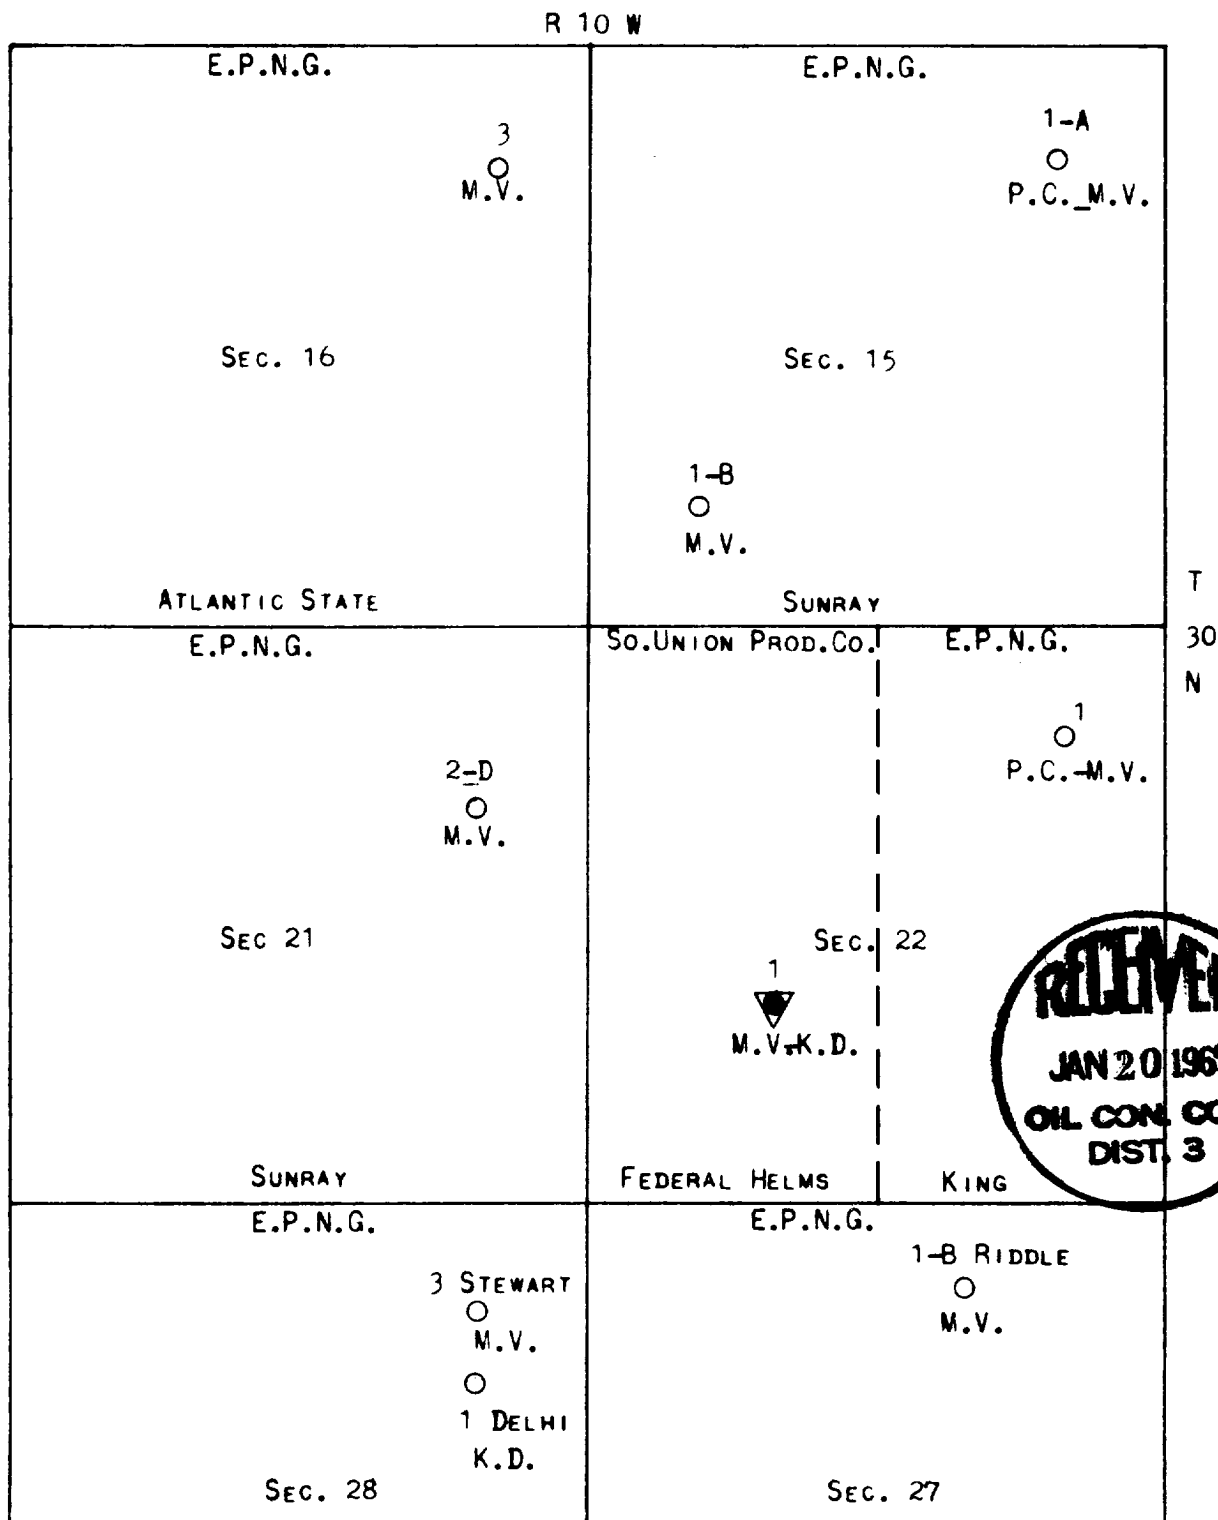 R 10 W
E.P.N.G.
E.P.N.G.
3
M.V.
1-A
P.C._M.V.
SEC. 16
SEC. 15
1-B
M.V.
ATLANTIC STATE
SUNRAY
T
30
N
E.P.N.G.
SO.UNION PROD.CO.
E.P.N.G.
1
P.C.-M.V.
2-D
M.V.
SEC 21
SEC. 22
1
M.V.-K.D.
JAN 20
OIL CON.
DIST. 3
SUNRAY
FEDERAL HELMS
KING
E.P.N.G.
E.P.N.G.
3 STEWART
M.V.
1 DELHI
K.D.
1-B RIDDLE
M.V.
SEC. 28
SEC. 27